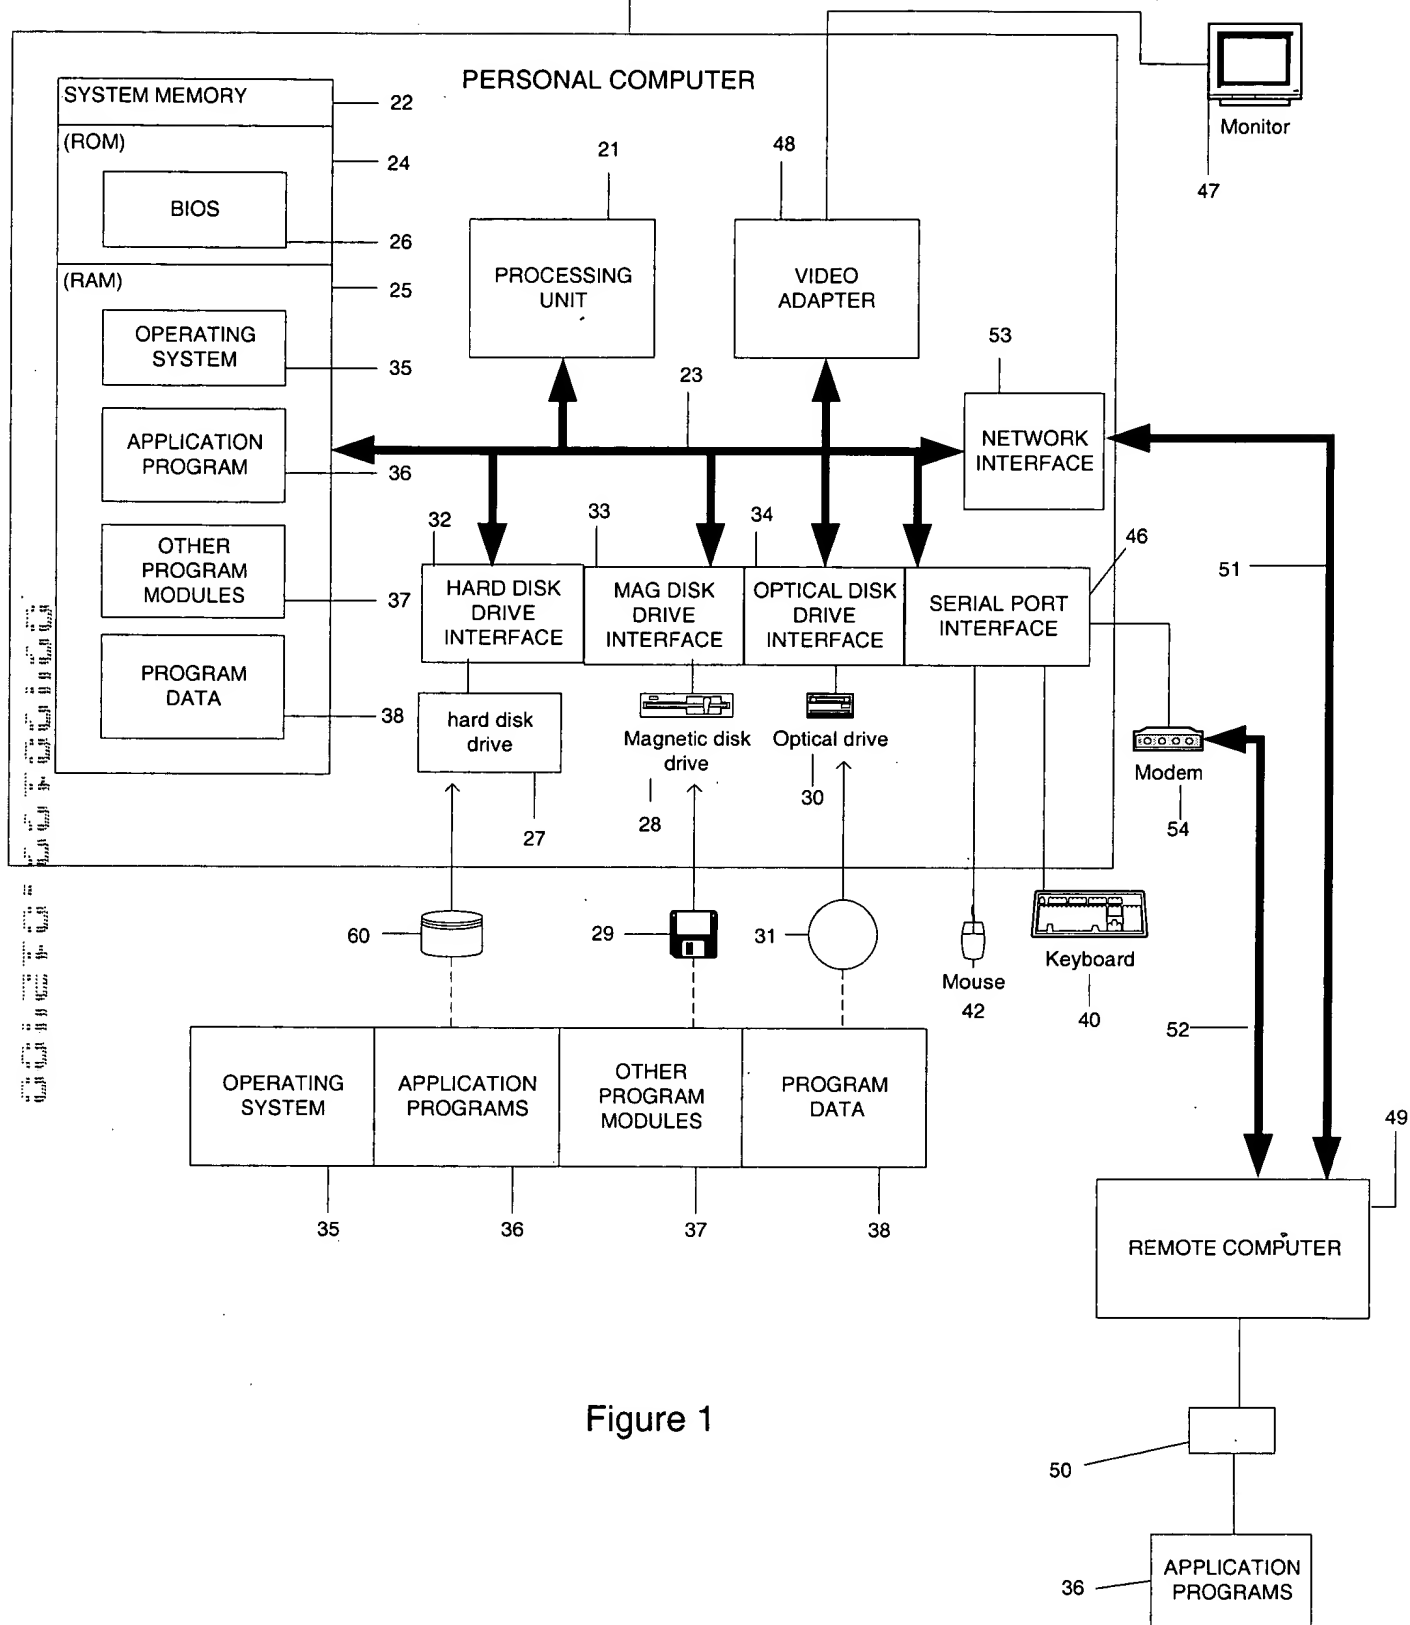 PERSONAL COMPUTER
SYSTEM MEMORY
22
(ROM)
24
BIOS
26
(RAM)
25
OPERATING
SYSTEM
35
APPLICATION
PROGRAM
36
OTHER
PROGRAM
MODULES
37
PROGRAM
DATA
38
21
PROCESSING
UNIT
48
VIDEO
ADAPTER
Monitor
47
23
53
NETWORK
INTERFACE
32
HARD DISK
DRIVE
INTERFACE
33
MAG DISK
DRIVE
INTERFACE
34
OPTICAL DISK
DRIVE
INTERFACE
46
SERIAL PORT
INTERFACE
51
hard disk
drive
27
Magnetic disk
drive
28
Optical drive
30
Modem
54
60
29
31
Mouse
42
Keyboard
40
52
OPERATING
SYSTEM
APPLICATION
PROGRAMS
OTHER
PROGRAM
MODULES
PROGRAM
DATA
35
36
37
38
49
REMOTE COMPUTER
Figure 1
50
36
APPLICATION
PROGRAMS